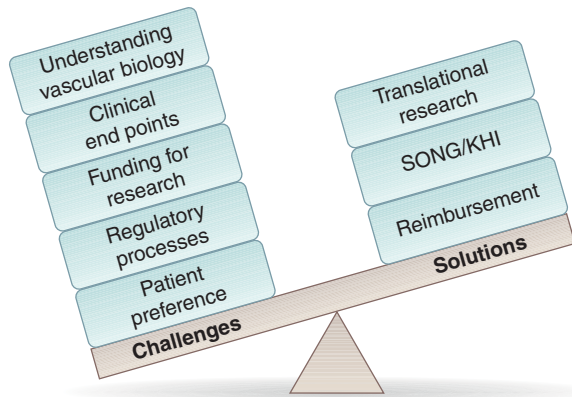 Understanding
vascular biology
Clinical
end points
Funding for
research
Regulatory
processes
Patient
preference
Challenges
Translational
research
SONG/KHI
Reimbursement
Solutions